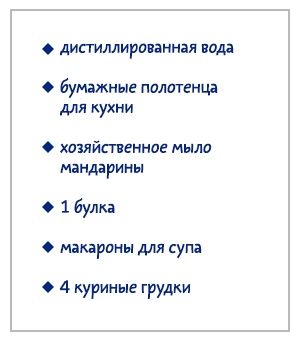 ◆ дистиллированная вода
◆ бумажные полотенца
для кухни
◆ хозяйственное мыло
мандарины
◆ 1 булка
◆ макароны для супа
◆ 4 куриные грудки